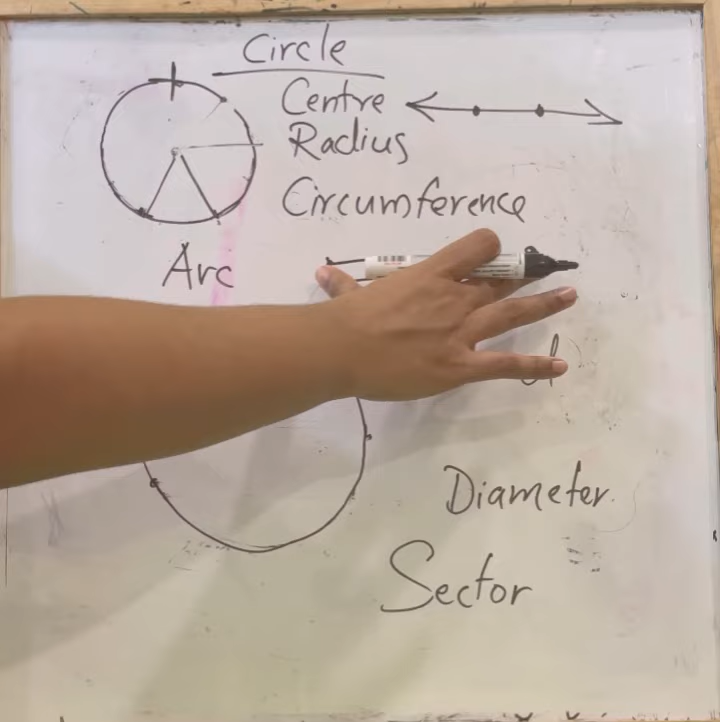 Circle
Centre
Radius
Circumference
Arc
Diameter.
Sector